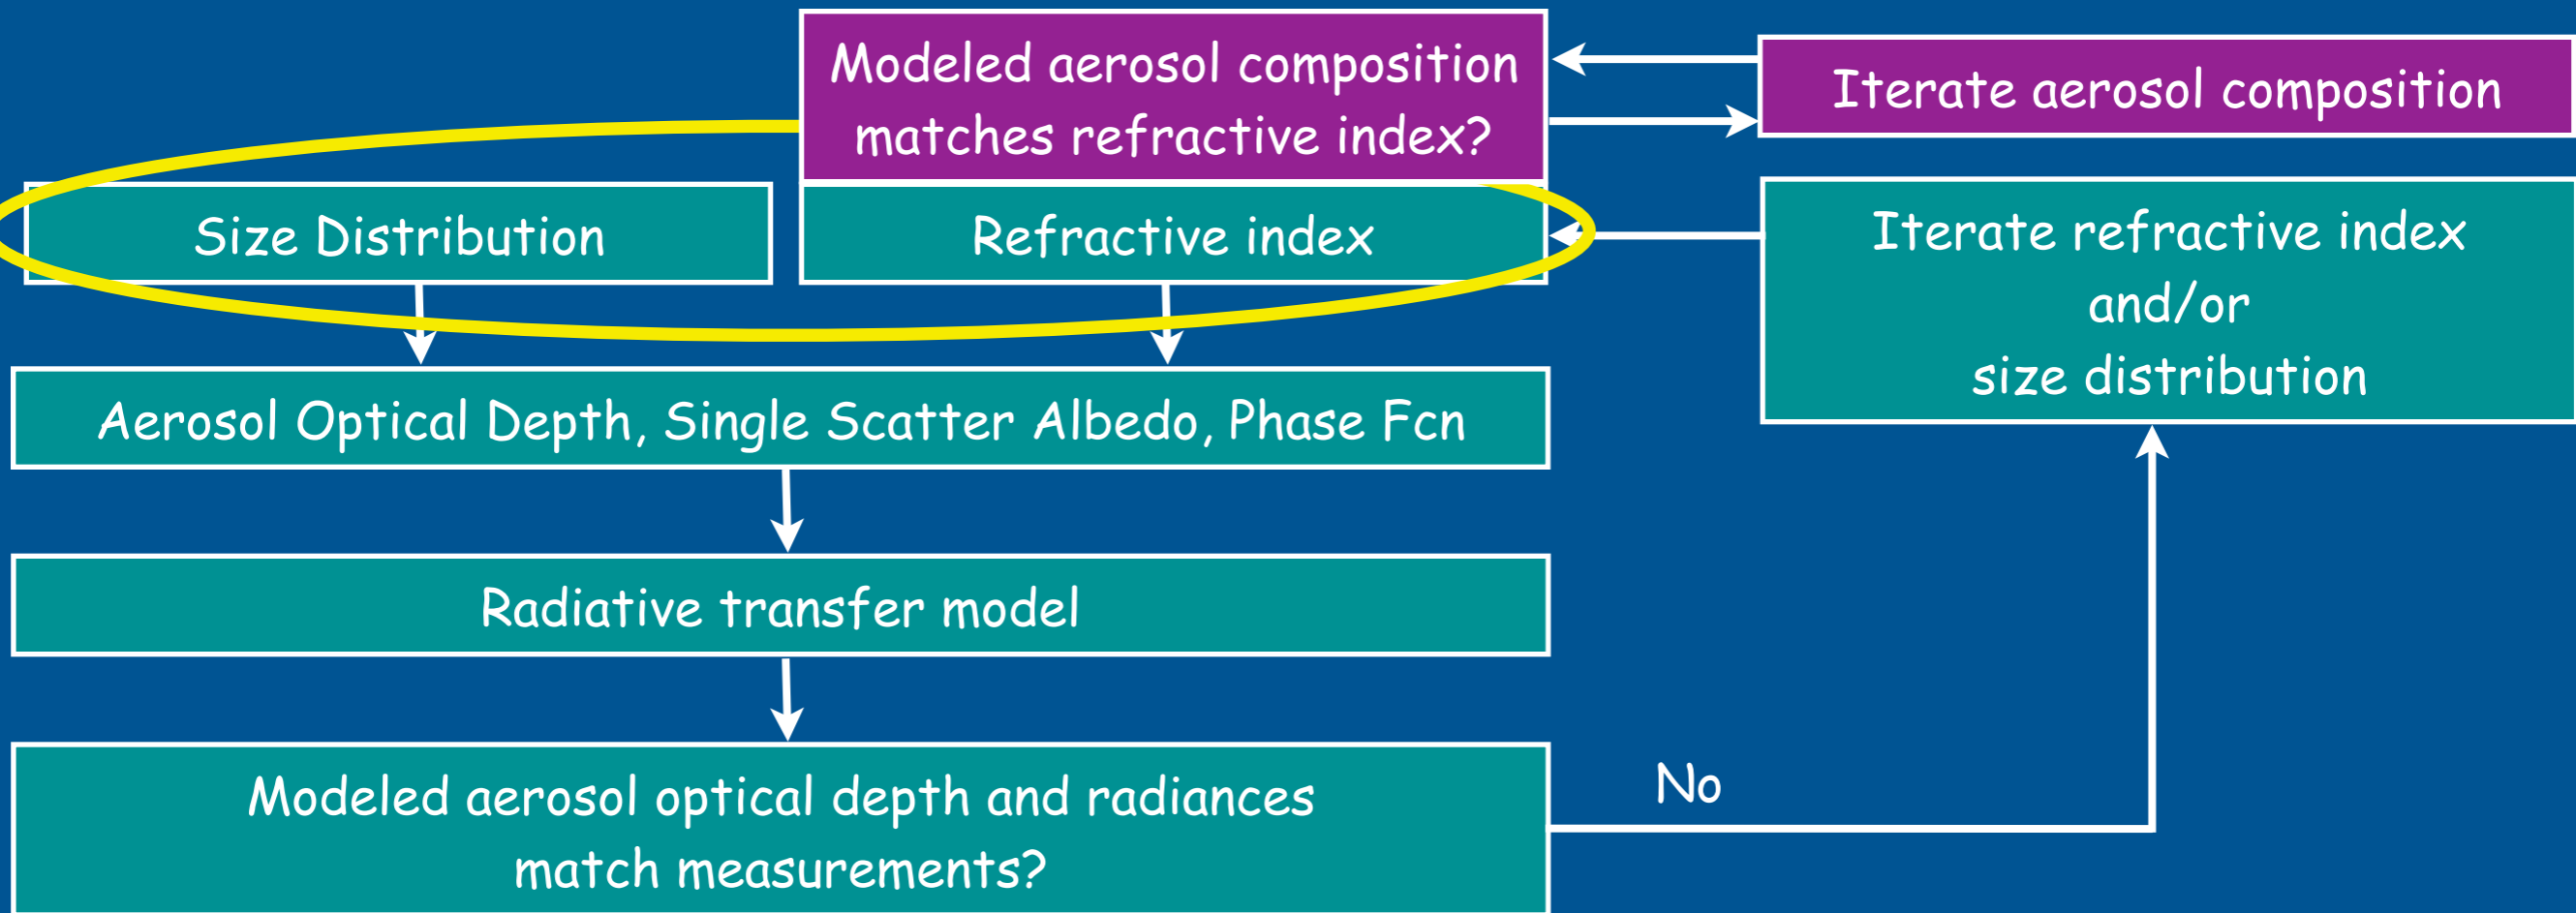 Modeled aerosol composition
matches refractive index?
Iterate aerosol composition
Size Distribution
Refractive index
Iterate refractive index
and/or
size distribution
Aerosol Optical Depth, Single Scatter Albedo, Phase Fcn
Radiative transfer model
Modeled aerosol optical depth and radiances
match measurements?
No